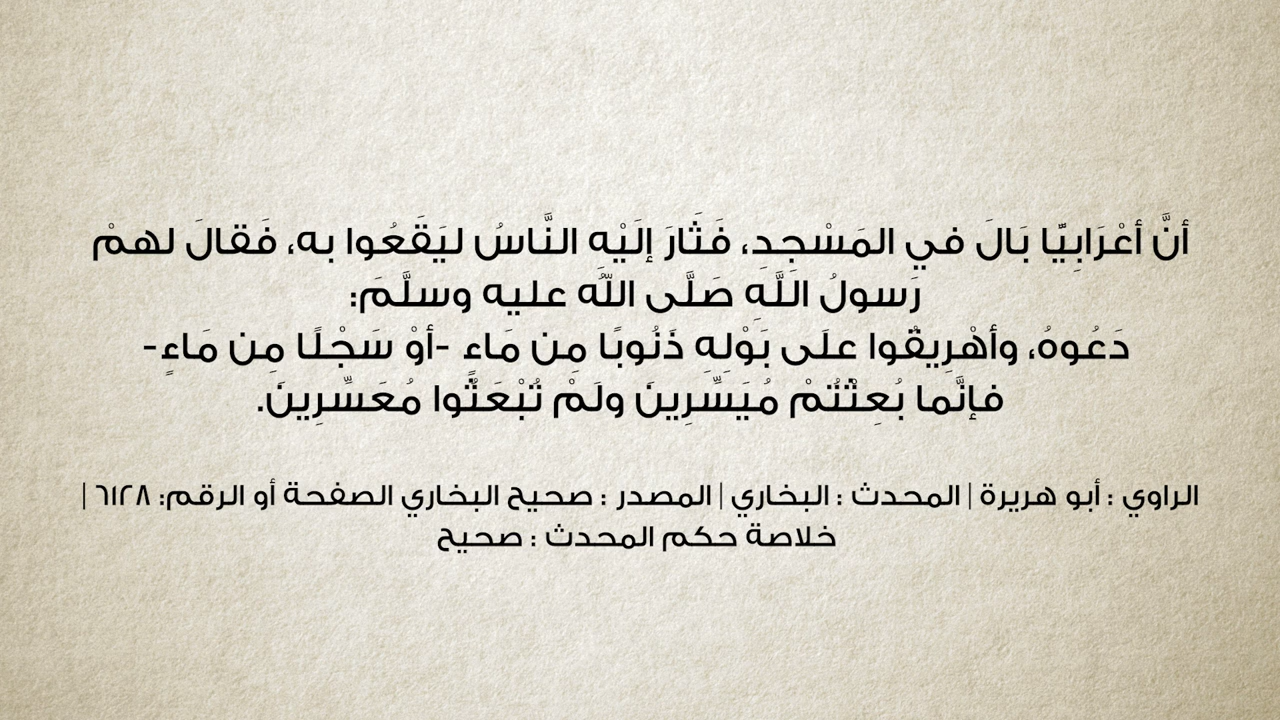 أنَّ أعْرَابِيًّا بَالَ في المَسْجِدِ، فَثَارَ إلَيْه النَّاسُ ليَقَعُوا به، فَقالَ لهمْ
رَسولُ اللَّهِ صَلَّى اللّٰه عليه وسلَّمَ:
دَعُوهُ، وأَهْرِيقُوا علَى بَوْلِهِ ذَنُوبًا مِن مَاءٍ -أوْ سَجْلًا مِن مَاءٍ-
فإنَّما بُعِثْتُمْ مُيَسِّرِينَ ولَمْ تُبْعَثُوا مُعَسِّرِينَ.
الراوي : أبو هريرة | المحدث : البخاري | المصدر : صحيح البخاري الصفحة أو الرقم: ٦١٢٨ |
خلاصة حكم المحدث : صحيح